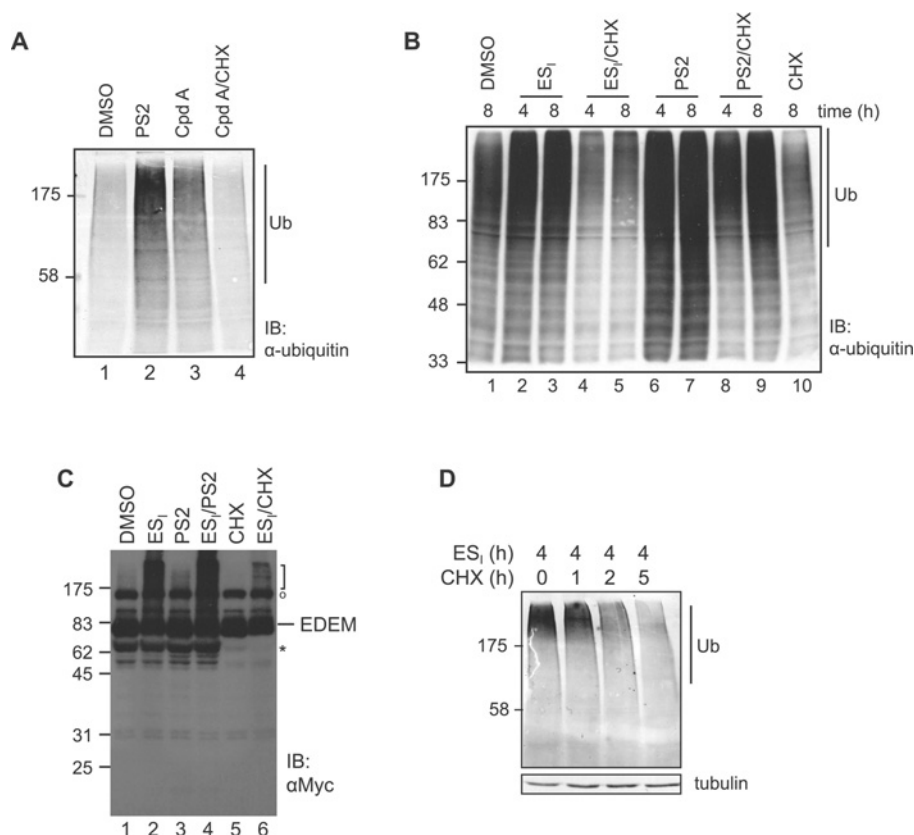 A
DMSO
PS2
Cpd A
Cpd A/CHX
175
58
Ub
IB:
α-ubiquitin
1 2 3 4
B
DMSO
ESI
ESI/CHX
PS2
PS2/CHX
CHX
8 4 8 4 8 4 8 4 8 8 time (h)
175
83
62
48
33
Ub
IB:
α-ubiquitin
1 2 3 4 5 6 7 8 9 10
C
DMSO
ESI
PS2
ESI/PS2
CHX
ESI/CHX
175
83
62
45
31
25
o
EDEM
*
IB:
αMyc
1 2 3 4 5 6
D
ESI (h) 4 4 4 4
CHX (h) 0 1 2 5
175
58
Ub
tubulin